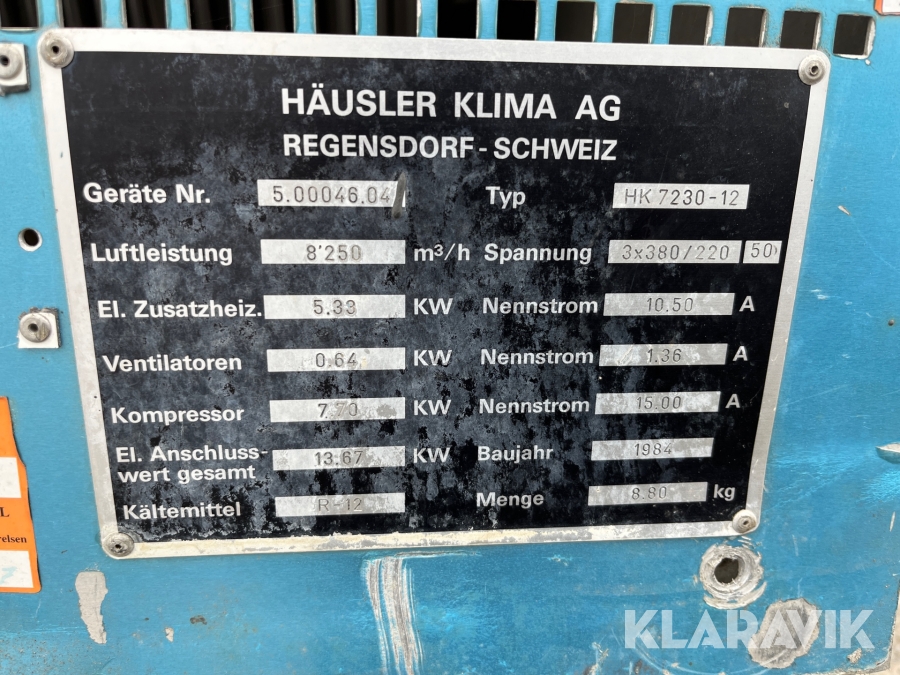 HÄUSLER KLIMA AG
REGENSDORF - SCHWEIZ
Geräte Nr. 5.00046.04 Typ HK 7230-12
Luftleistung 8'250 m³/h Spannung 3x380/220 50
El. Zusatzheiz. 5.33 KW Nennstrom 10.50 A
Ventilatoren 0.64 KW Nennstrom 1.36 A
Kompressor 7.70 KW Nennstrom 15.00 A
El. Anschluss-
wert gesamt 13.67 KW Baujahr 1984
Kältemittel R-12 Menge 8.80 kg
L
reisen
KLARAVIK